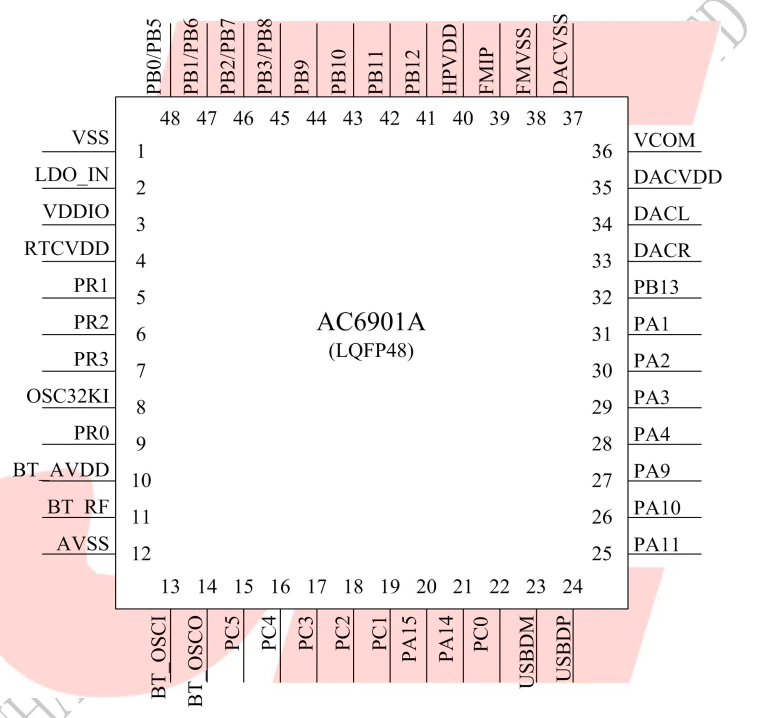 PB0/PB5
PB1/PB6
PB2/PB7
PB3/PB8
PB9
PB10
PB11
PB12
HPVDD
FMIP
FMVSS
DACVSS
48 47 46 45 44 43 42 41 40 39 38 37
VSS 1
LDO_IN 2
VDDIO 3
RTCVDD 4
PR1 5
PR2 6
PR3 7
OSC32KI 8
PR0 9
BT_AVDD 10
BT_RF 11
AVSS 12
AC6901A
(LQFP48)
36 VCOM
35 DACVDD
34 DACL
33 DACR
32 PB13
31 PA1
30 PA2
29 PA3
28 PA4
27 PA9
26 PA10
25 PA11
13 14 15 16 17 18 19 20 21 22 23 24
BT_OSCI
BT_OSCO
PC5
PC4
PC3
PC2
PC1
PA15
PA14
PC0
USBDM
USBDP